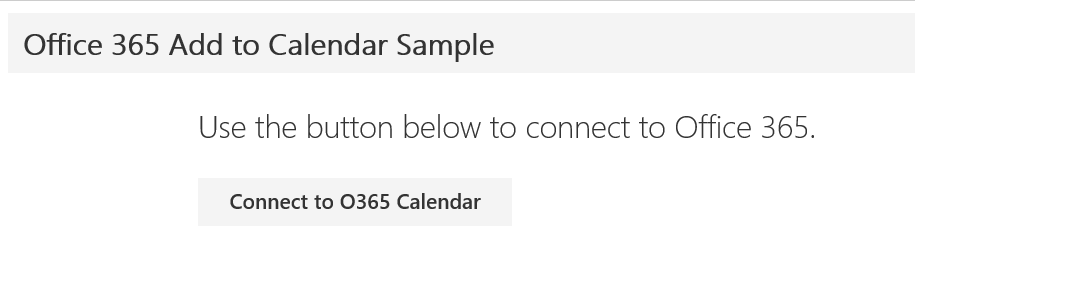 Office 365 Add to Calendar Sample
Use the button below to connect to Office 365.
Connect to O365 Calendar